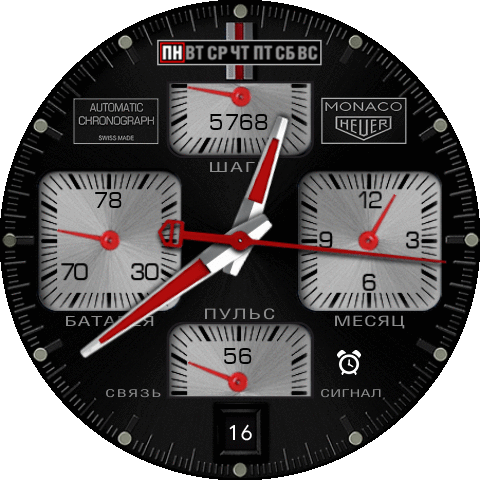 ПН ВТ СР ЧТ ПТ СБ ВС
AUTOMATIC
CHRONOGRAPH
SWISS MADE
5768
MONACO
HEUER
ШАГ
78
70 30
12
9 3
6
БАТАРЕЯ
ПУЛЬС
МЕСЯЦ
56
СВЯЗЬ
СИГНАЛ
16